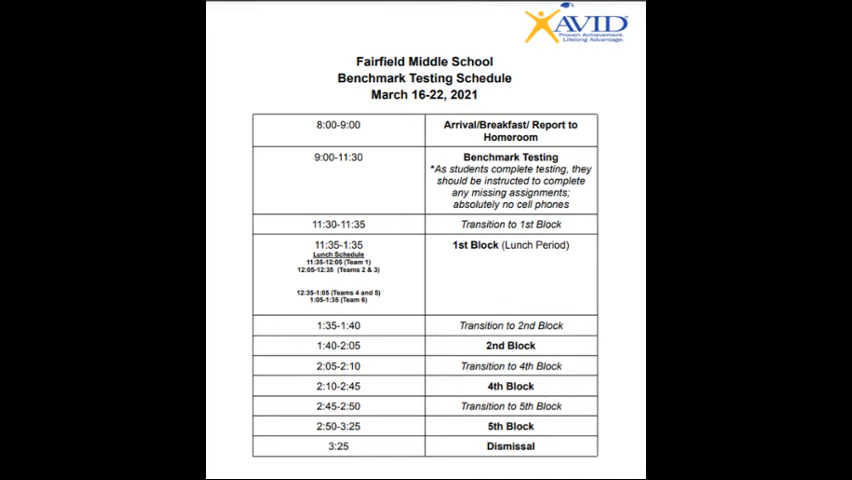 AVID
Proven Achievement.
Lifelong Advantage.
Fairfield Middle School
Benchmark Testing Schedule
March 16-22, 2021
8:00-9:00
Arrival/Breakfast/ Report to
Homeroom
9:00-11:30
Benchmark Testing
*As students complete testing, they
should be instructed to complete
any missing assignments;
absolutely no cell phones
11:30-11:35
Transition to 1st Block
11:35-1:35
Lunch Schedule
11:35-12:05 (Team 1)
12:05-12:35 (Teams 2 & 3)
12:35-1:05 (Teams 4 and 5)
1:05-1:35 (Team 6)
1st Block (Lunch Period)
1:35-1:40
Transition to 2nd Block
1:40-2:05
2nd Block
2:05-2:10
Transition to 4th Block
2:10-2:45
4th Block
2:45-2:50
Transition to 5th Block
2:50-3:25
5th Block
3:25
Dismissal